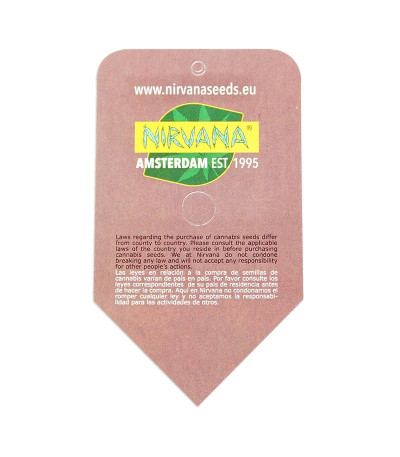 www.nirvanaseeds.eu
NIRVANA®
AMSTERDAM EST 1995
Laws regarding the purchase of cannabis seeds differ
from county to country. Please consult the applicable
laws of the country you reside in before purchasing
cannabis seeds. We at Nirvana do not condone
breaking any law and will not accept any responsibility
for other people's actions.
Las leyes en relación a la compra de semillas de
cannabis varían de país en país. Por favor consulte los
leyes correspondientes de su país de residencia antes
de hacer la compra. Aquí en Nirvana no condonamos el
romper cualquier ley y no aceptamos la responsabi-
lidad para las actividades de otros.